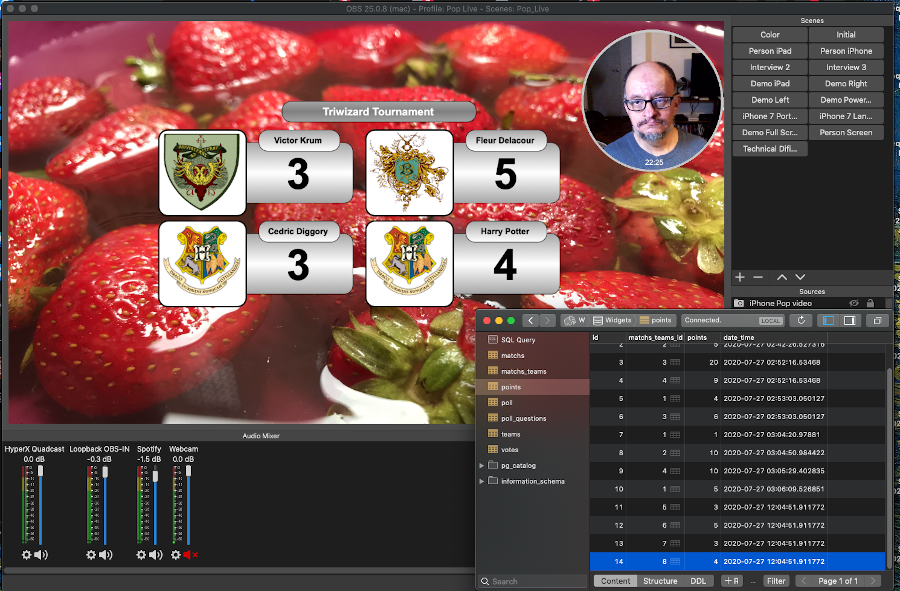 OBS 25.0.8 (mac) - Profile: Pop Live - Scenes: Pop_Live
Triwizard Tournament
Victor Krum
3
Fleur Delacour
5
Cedric Diggory
3
Harry Potter
4
22:25
Scenes
Color
Initial
Person iPad
Person iPhone
Interview 2
Interview 3
Demo iPad
Demo Right
Demo Left
Demo Power...
iPhone 7 Port...
iPhone 7 Lan...
Demo Full Scr...
Person Screen
Technical Difi...
Sources
iPhone Pop video
Audio Mixer
HyperX Quadcast
0.0 dB
Loopback OBS-IN
-0.3 dB
Spotify
-1.5 dB
Webcam
0.0 dB
W
Widgets
points
Connected.
LOCAL
SQL Query
matchs
matchs_teams
points
poll
poll_questions
teams
votes
pg_catalog
information_schema
Search
id matchs_teams_id points date_time
2 2 5 2020-07-27 02:42:26.527316
3 3 20 2020-07-27 02:52:16.53468
4 4 9 2020-07-27 02:52:16.53468
5 1 4 2020-07-27 02:53:03.050127
6 3 6 2020-07-27 02:53:03.050127
7 1 1 2020-07-27 03:04:20.97881
8 2 10 2020-07-27 03:04:50.984422
9 4 10 2020-07-27 03:05:29.402835
10 1 5 2020-07-27 03:06:09.526851
11 5 3 2020-07-27 12:04:51.911772
12 6 5 2020-07-27 12:04:51.911772
13 7 3 2020-07-27 12:04:51.911772
14 8 4 2020-07-27 12:04:51.911772
Content Structure DDL + R ... Filter Page 1 of 1